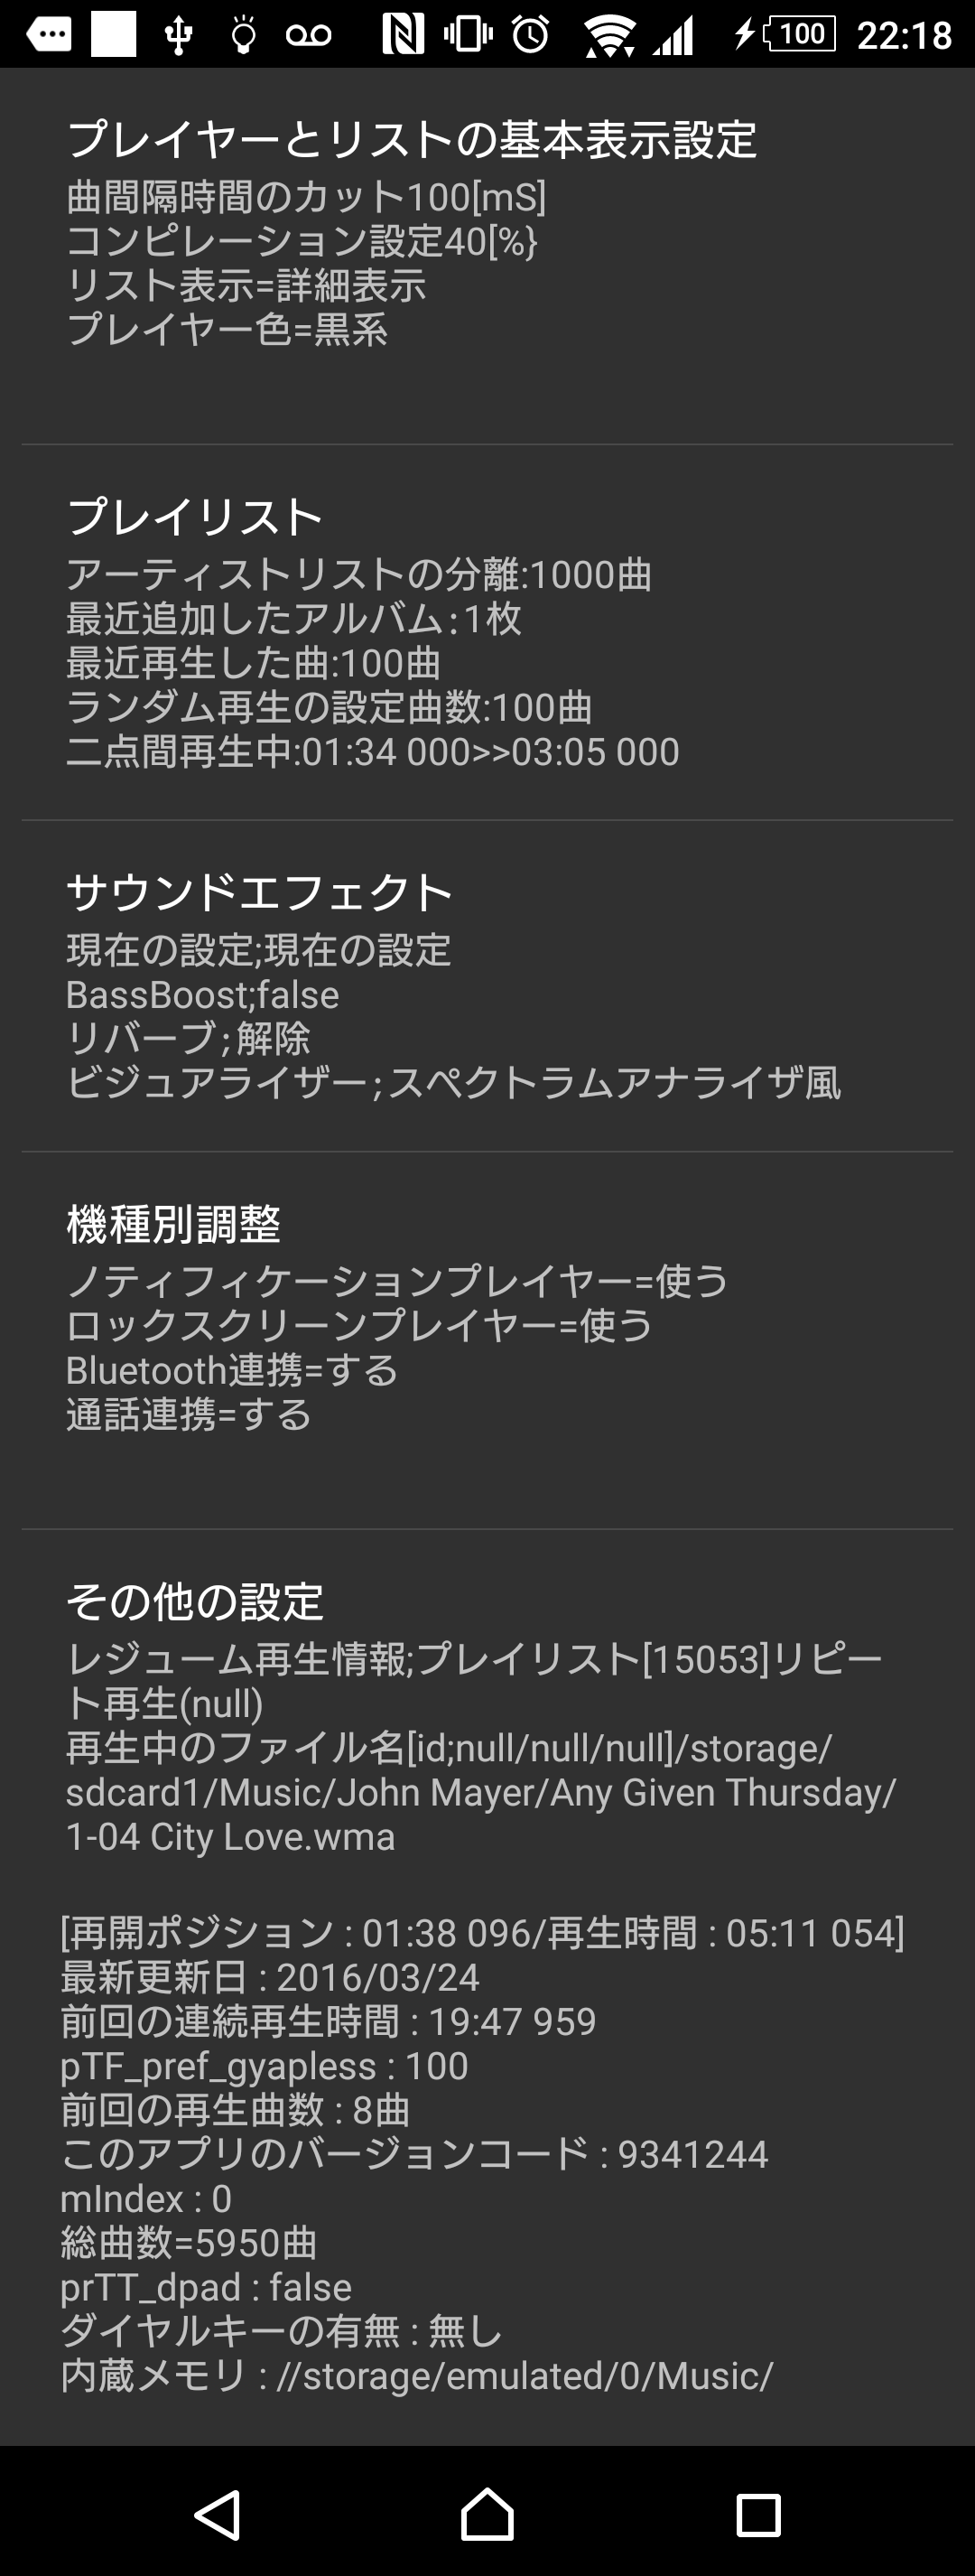 100
22:18
プレイヤーとリストの基本表示設定
曲間隔時間のカット100[mS]
コンピレーション設定40[%}
リスト表示=詳細表示
プレイヤー色=黒系
プレイリスト
アーティストリストの分離:1000曲
最近追加したアルバム:1枚
最近再生した曲:100曲
ランダム再生の設定曲数:100曲
二点間再生中:01:34 000>>03:05 000
サウンドエフェクト
現在の設定;現在の設定
BassBoost;false
リバーブ;解除
ビジュアライザー;スペクトラムアナライザ風
機種別調整
ノティフィケーションプレイヤー=使う
ロックスクリーンプレイヤー=使う
Bluetooth連携=する
通話連携=する
その他の設定
レジューム再生情報;プレイリスト[15053]リピー
ト再生(null)
再生中のファイル名[id;null/null/null]/storage/
sdcard1/Music/John Mayer/Any Given Thursday/
1-04 City Love.wma
[再開ポジション : 01:38 096/再生時間 : 05:11 054]
最新更新日 : 2016/03/24
前回の連続再生時間 : 19:47 959
pTF_pref_gyapless : 100
前回の再生曲数 : 8曲
このアプリのバージョンコード : 9341244
mIndex : 0
総曲数=5950曲
prTT_dpad : false
ダイヤルキーの有無 : 無し
内蔵メモリ : //storage/emulated/0/Music/